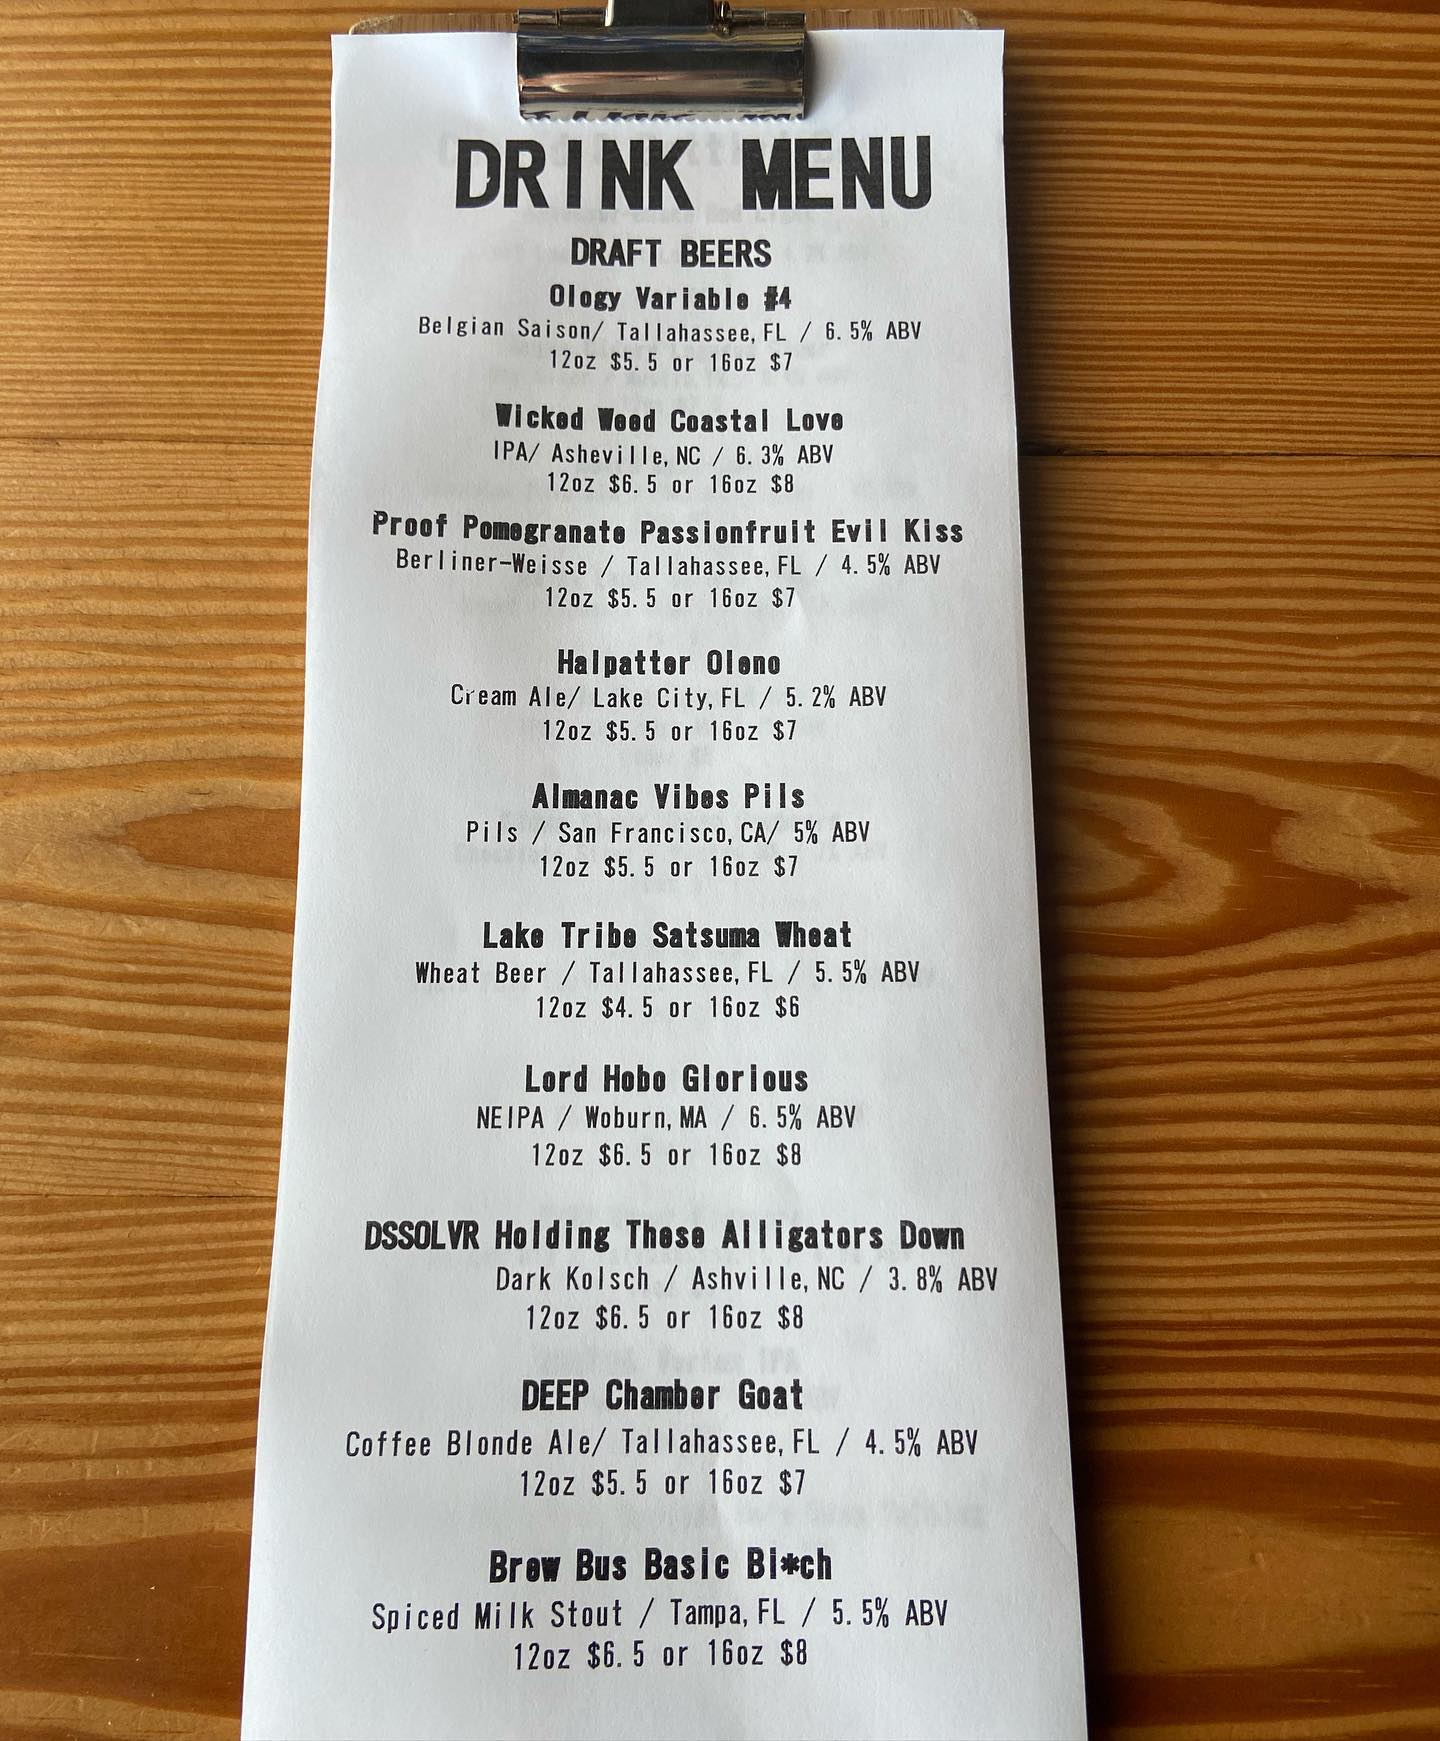 DRINK MENU
DRAFT BEERS
Ology Variable #4
Belgian Saison/ Tallahassee, FL / 6.5% ABV
12oz $5.5 or 16oz $7
Wicked Weed Coastal Love
IPA/ Asheville, NC / 6.3% ABV
12oz $6.5 or 16oz $8
Proof Pomegranate Passionfruit Evil Kiss
Berliner-Weisse / Tallahassee, FL / 4.5% ABV
12oz $5.5 or 16oz $7
Halpatter Oleno
Cream Ale/ Lake City, FL / 5.2% ABV
12oz $5.5 or 16oz $7
Almanac Vibes Pils
Pils / San Francisco, CA/ 5% ABV
12oz $5.5 or 16oz $7
Lake Tribe Satsuma Wheat
Wheat Beer / Tallahassee, FL / 5.5% ABV
12oz $4.5 or 16oz $6
Lord Hobo Glorious
NEIPA / Woburn, MA / 6.5% ABV
12oz $6.5 or 16oz $8
DSSOLVR Holding These Alligators Down
Dark Kolsch / Ashville, NC / 3.8% ABV
12oz $6.5 or 16oz $8
DEEP Chamber Goat
Coffee Blonde Ale/ Tallahassee, FL / 4.5% ABV
12oz $5.5 or 16oz $7
Brew Bus Basic Bi*ch
Spiced Milk Stout / Tampa, FL / 5.5% ABV
12oz $6.5 or 16oz $8